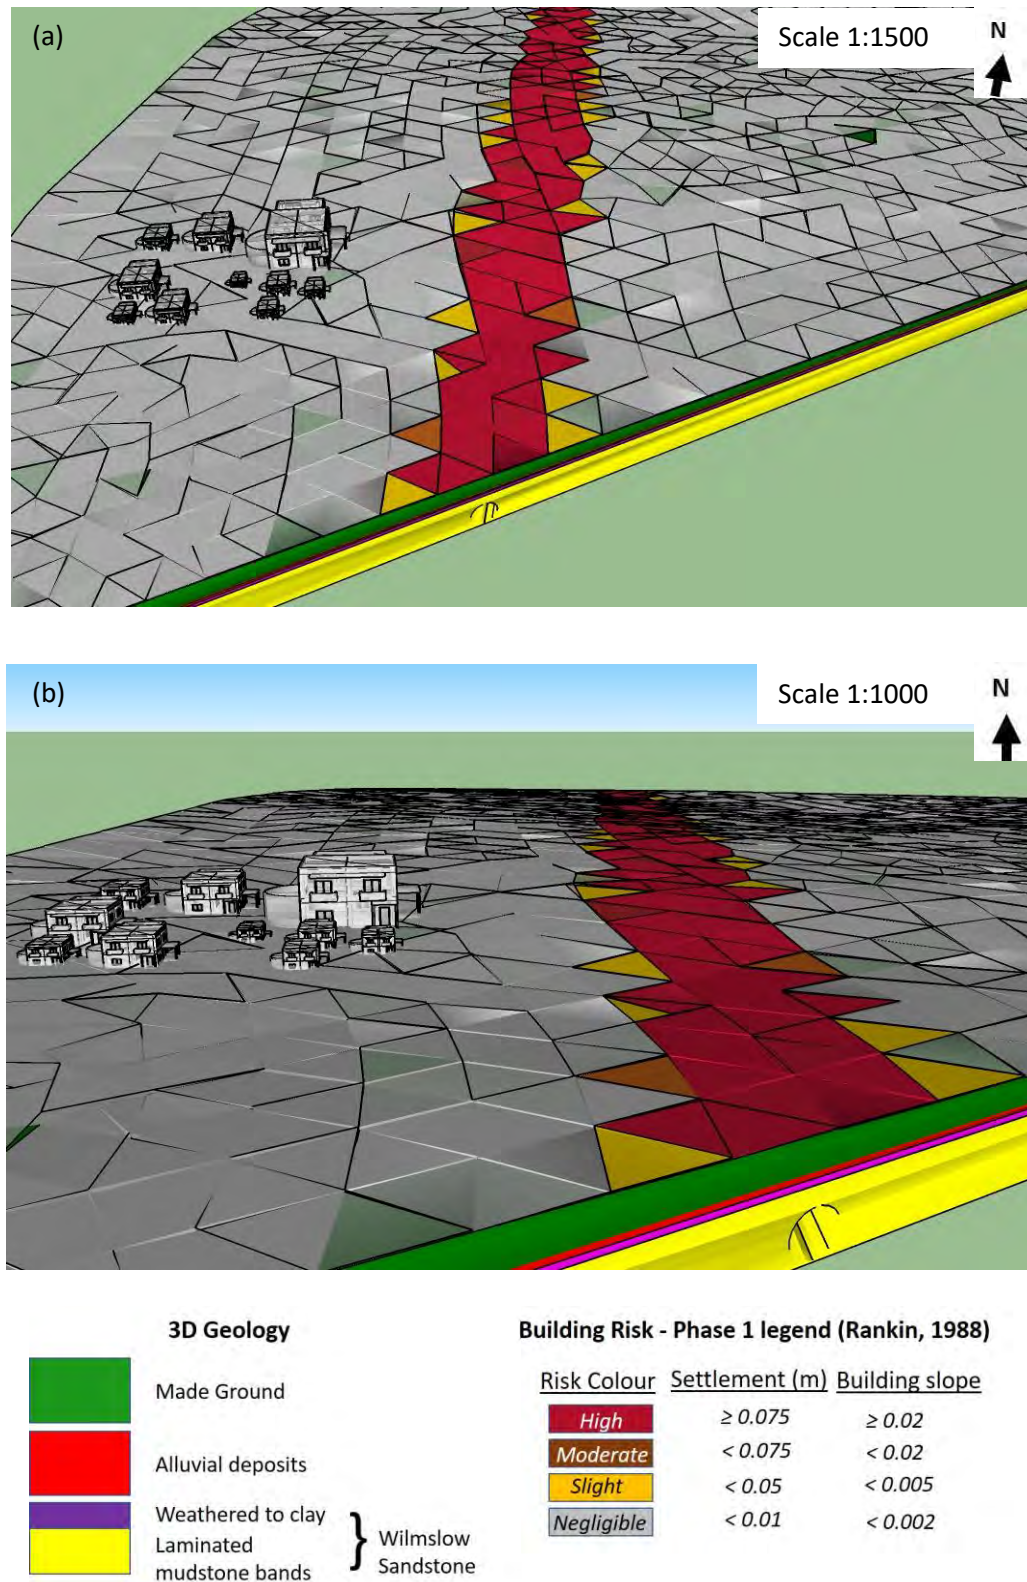 (a)
Scale 1:1500
N
(b)
Scale 1:1000
N
3D Geology
Made Ground
Alluvial deposits
Weathered to clay
Laminated
mudstone bands
} Wilmslow
Sandstone
Building Risk - Phase 1 legend (Rankin, 1988)
Risk Colour Settlement (m) Building slope
High ≥ 0.075 ≥ 0.02
Moderate < 0.075 < 0.02
Slight < 0.05 < 0.005
Negligible < 0.01 < 0.002